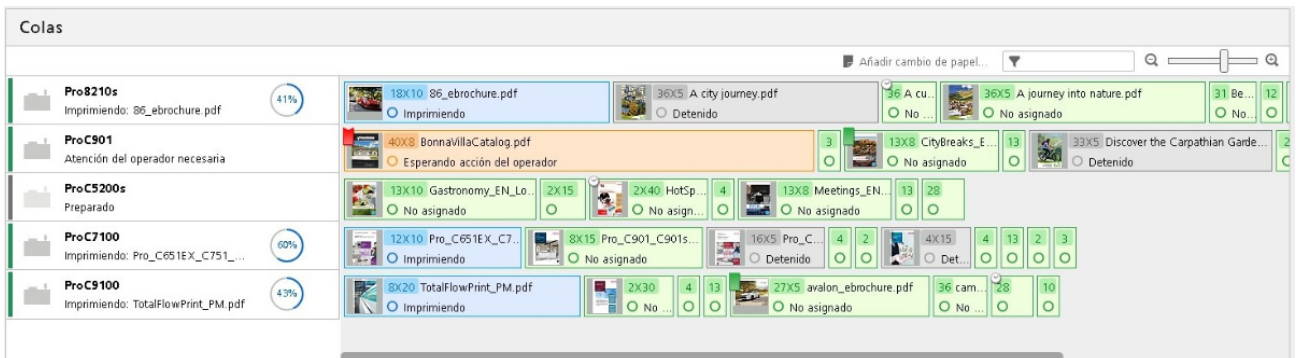 Colas
Añadir cambio de papel...
Pro8210s
Imprimiendo: 86_ebrochure.pdf
41%
18X10 86_ebrochure.pdf
Imprimiendo
36X5 A city journey.pdf
Detenido
36 A cu...
No ...
36X5 A journey into nature.pdf
No asignado
31 Be...
No...
12
ProC901
Atención del operador necesaria
40X8 BonnaVillaCatalog.pdf
Esperando acción del operador
3
13X8 CityBreaks_E...
No asignado
13
33X5 Discover the Carpathian Garde...
Detenido
2
ProC5200s
Preparado
13X10 Gastronomy_EN_Lo...
No asignado
2X15
2X40 HotSp...
No asign...
4
13X8 Meetings_EN...
No asignado
13
28
ProC7100
Imprimiendo: Pro_C651EX_C751_...
60%
12X10 Pro_C651EX_C7...
Imprimiendo
8X15 Pro_C901_C901s...
No asignado
16X5 Pro_C...
Detenido
4
2
4X15
Det...
4
13
2
3
ProC9100
Imprimiendo: TotalFlowPrint_PM.pdf
43%
8X20 TotalFlowPrint_PM.pdf
Imprimiendo
2X30
No ...
4
13
27X5 avalon_ebrochure.pdf
No asignado
36 cam...
No ...
28
10